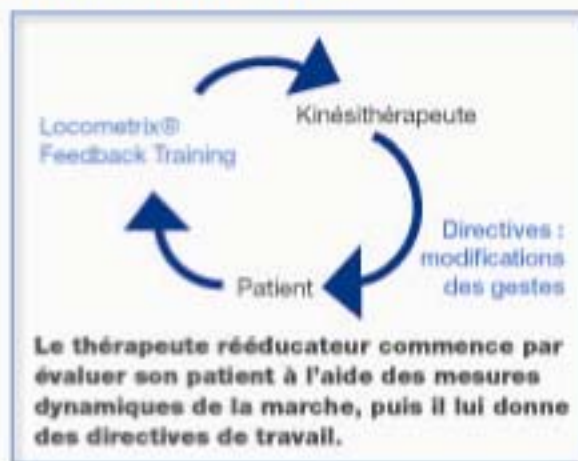 Locometrix®
Feedback Training
Kinésithérapeute
Directives :
modifications
des gestes
Patient
Le thérapeute rééducateur commence par
évaluer son patient à l'aide des mesures
dynamiques de la marche, puis il lui donne
des directives de travail.